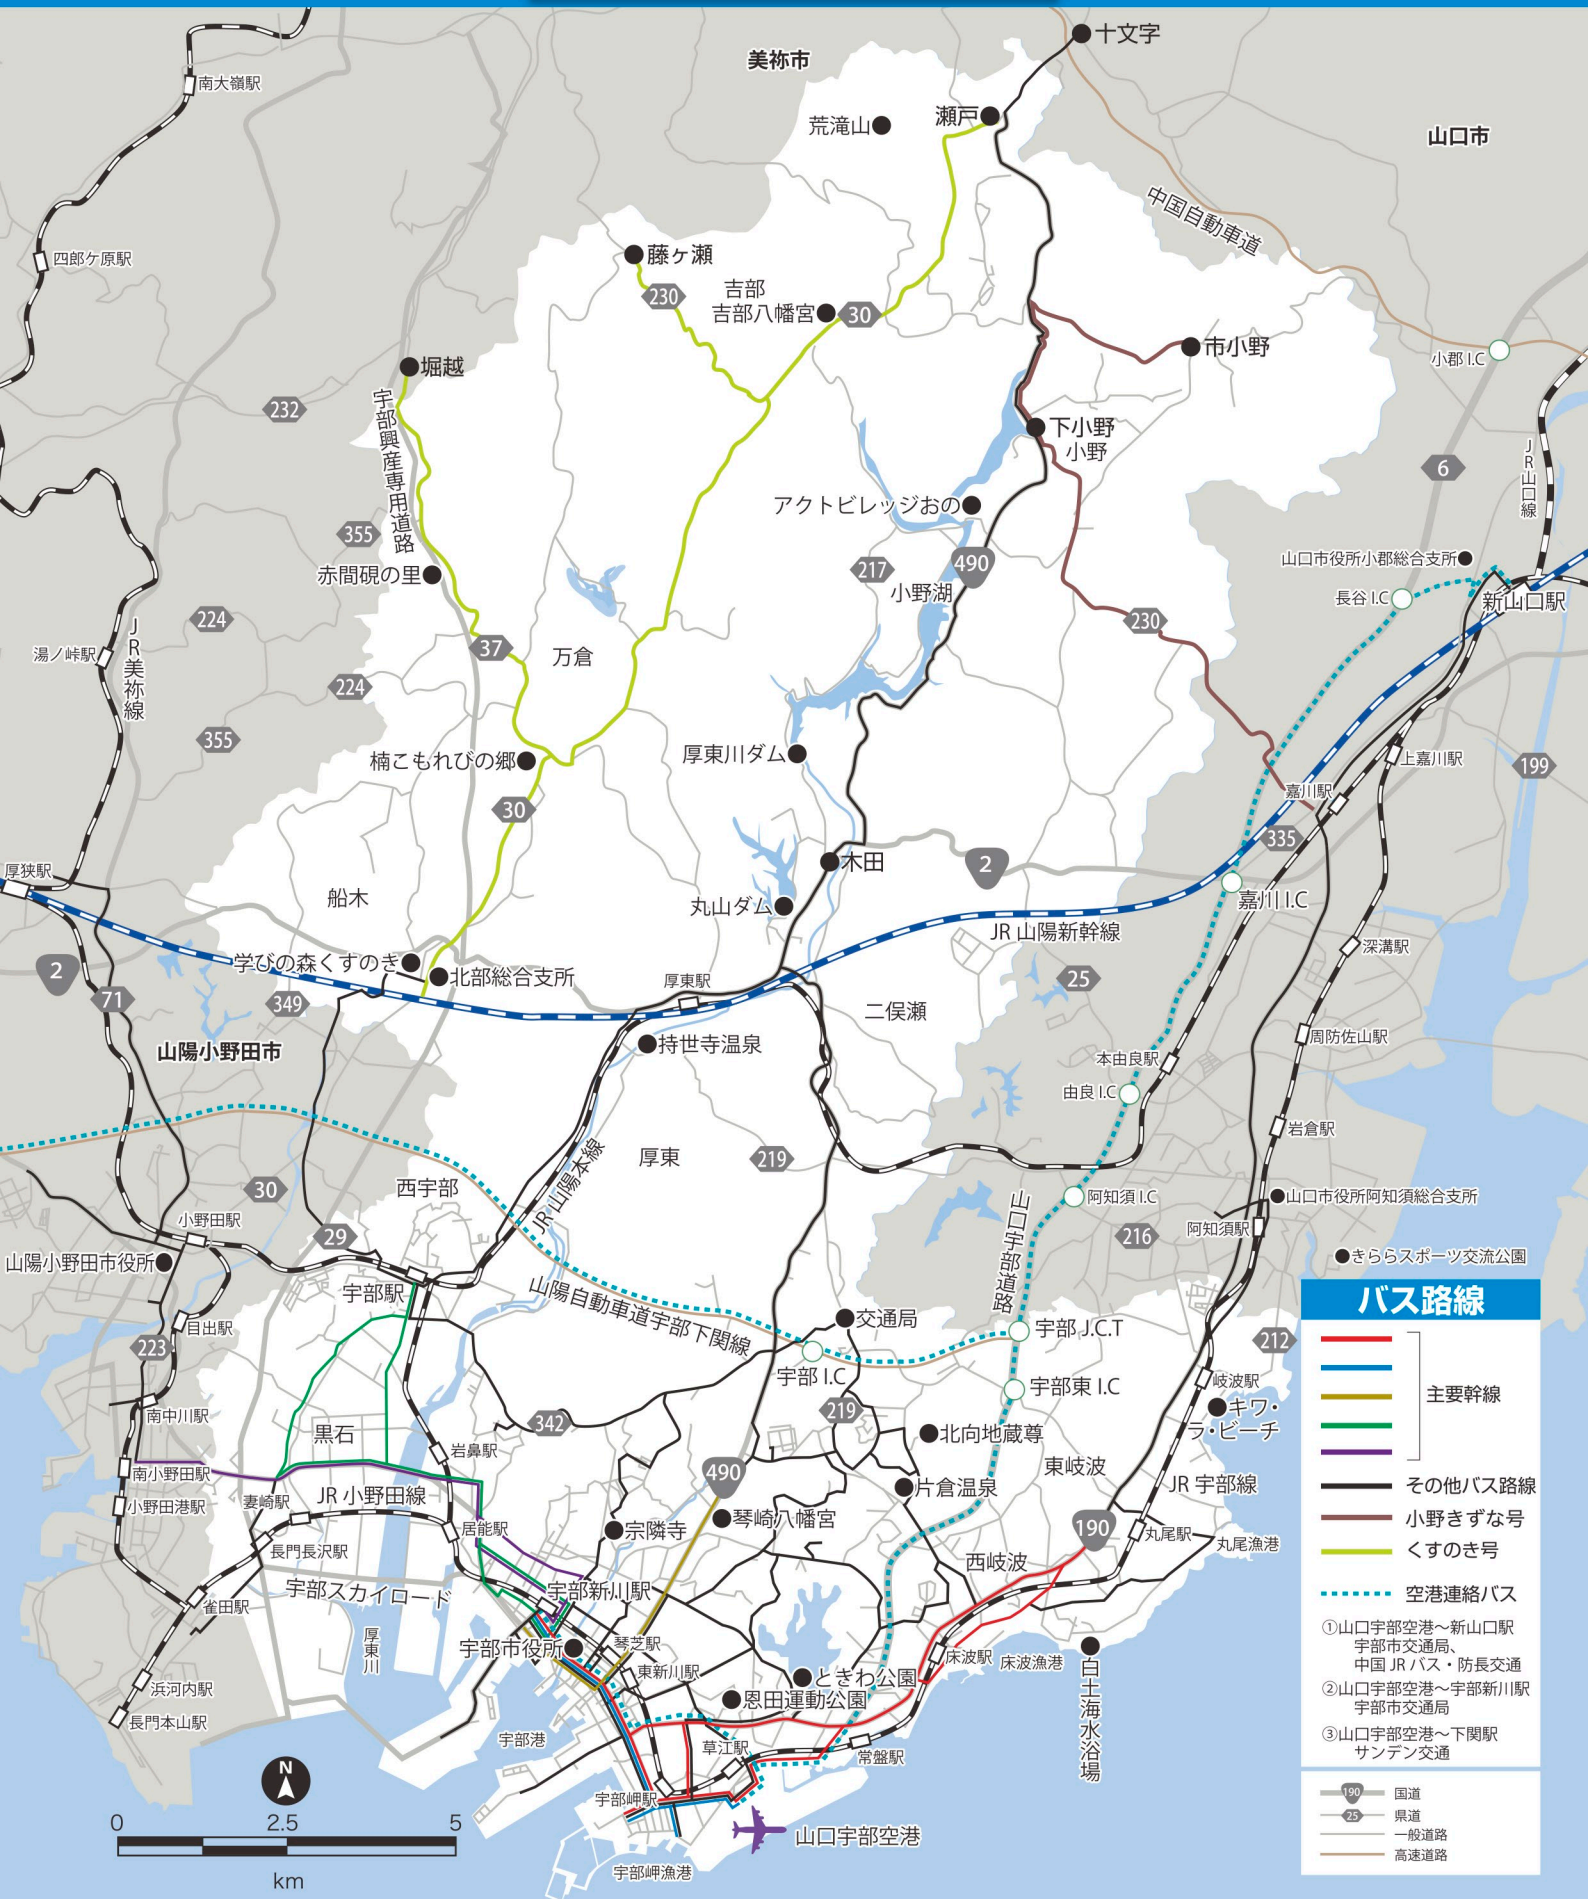 十文字
美祢市
南大嶺駅
荒滝山
瀬戸
山口市
中国自動車道
四郎ケ原駅
藤ヶ瀬
230
吉部
吉部八幡宮
30
市小野
小郡 I.C
堀越
宇部興産専用道路
232
下小野
小野
6
JR山口線
アクトビレッジおの
355
赤間硯の里
217
490
小野湖
山口市役所小郡総合支所
長谷 I.C
新山口駅
224
230
JR美祢線
湯ノ峠駅
37
万倉
224
355
楠こもれびの郷
厚東川ダム
上嘉川駅
199
嘉川駅
30
335
厚狭駅
木田
2
船木
丸山ダム
嘉川 I.C
JR 山陽新幹線
深溝駅
2
学びの森くすのき
北部総合支所
厚東駅
25
71
349
二俣瀬
周防佐山駅
山陽小野田市
持世寺温泉
本由良駅
由良 I.C
岩倉駅
厚東
219
JR 山陽本線
30
西宇部
山口宇部道路
阿知須 I.C
山口市役所阿知須総合支所
小野田駅
29
216
阿知須駅
山陽小野田市役所
きららスポーツ交流公園
宇部駅
山陽自動車道宇部下関線
交通局
宇部 J.C.T
目出駅
223
212
宇部 I.C
宇部東 I.C
岐波駅
南中川駅
342
219
キワ・
ラ・ビーチ
黒石
岩鼻駅
北向地蔵尊
東岐波
南小野田駅
490
JR 宇部線
妻崎駅
JR 小野田線
片倉温泉
小野田港駅
琴崎八幡宮
190
居能駅
宗隣寺
丸尾駅
丸尾漁港
長門長沢駅
西岐波
宇部スカイロード
宇部新川駅
雀田駅
厚東川
宇部市役所
琴芝駅
東新川駅
床波駅
床波漁港
白土海水浴場
ときわ公園
浜河内駅
恩田運動公園
長門本山駅
宇部港
草江駅
常盤駅
宇部岬駅
山口宇部空港
宇部岬漁港
N
0
2.5
5
km
バス路線
主要幹線
その他バス路線
小野きずな号
くすのき号
空港連絡バス
①山口宇部空港～新山口駅
宇部市交通局、
中国 JR バス・防長交通
②山口宇部空港～宇部新川駅
宇部市交通局
③山口宇部空港～下関駅
サンデン交通
190
国道
25
県道
一般道路
高速道路